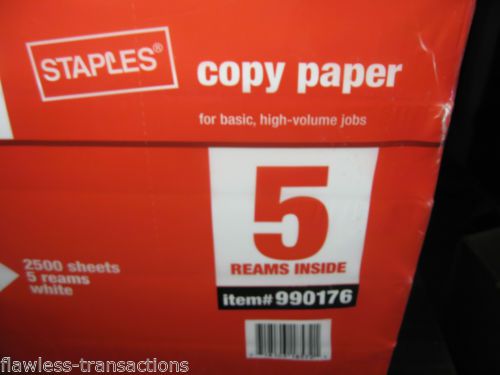 STAPLES®
copy paper
for basic, high-volume jobs
5
REAMS INSIDE
2500 sheets
5 reams
white
item# 990176
flawless-transactions